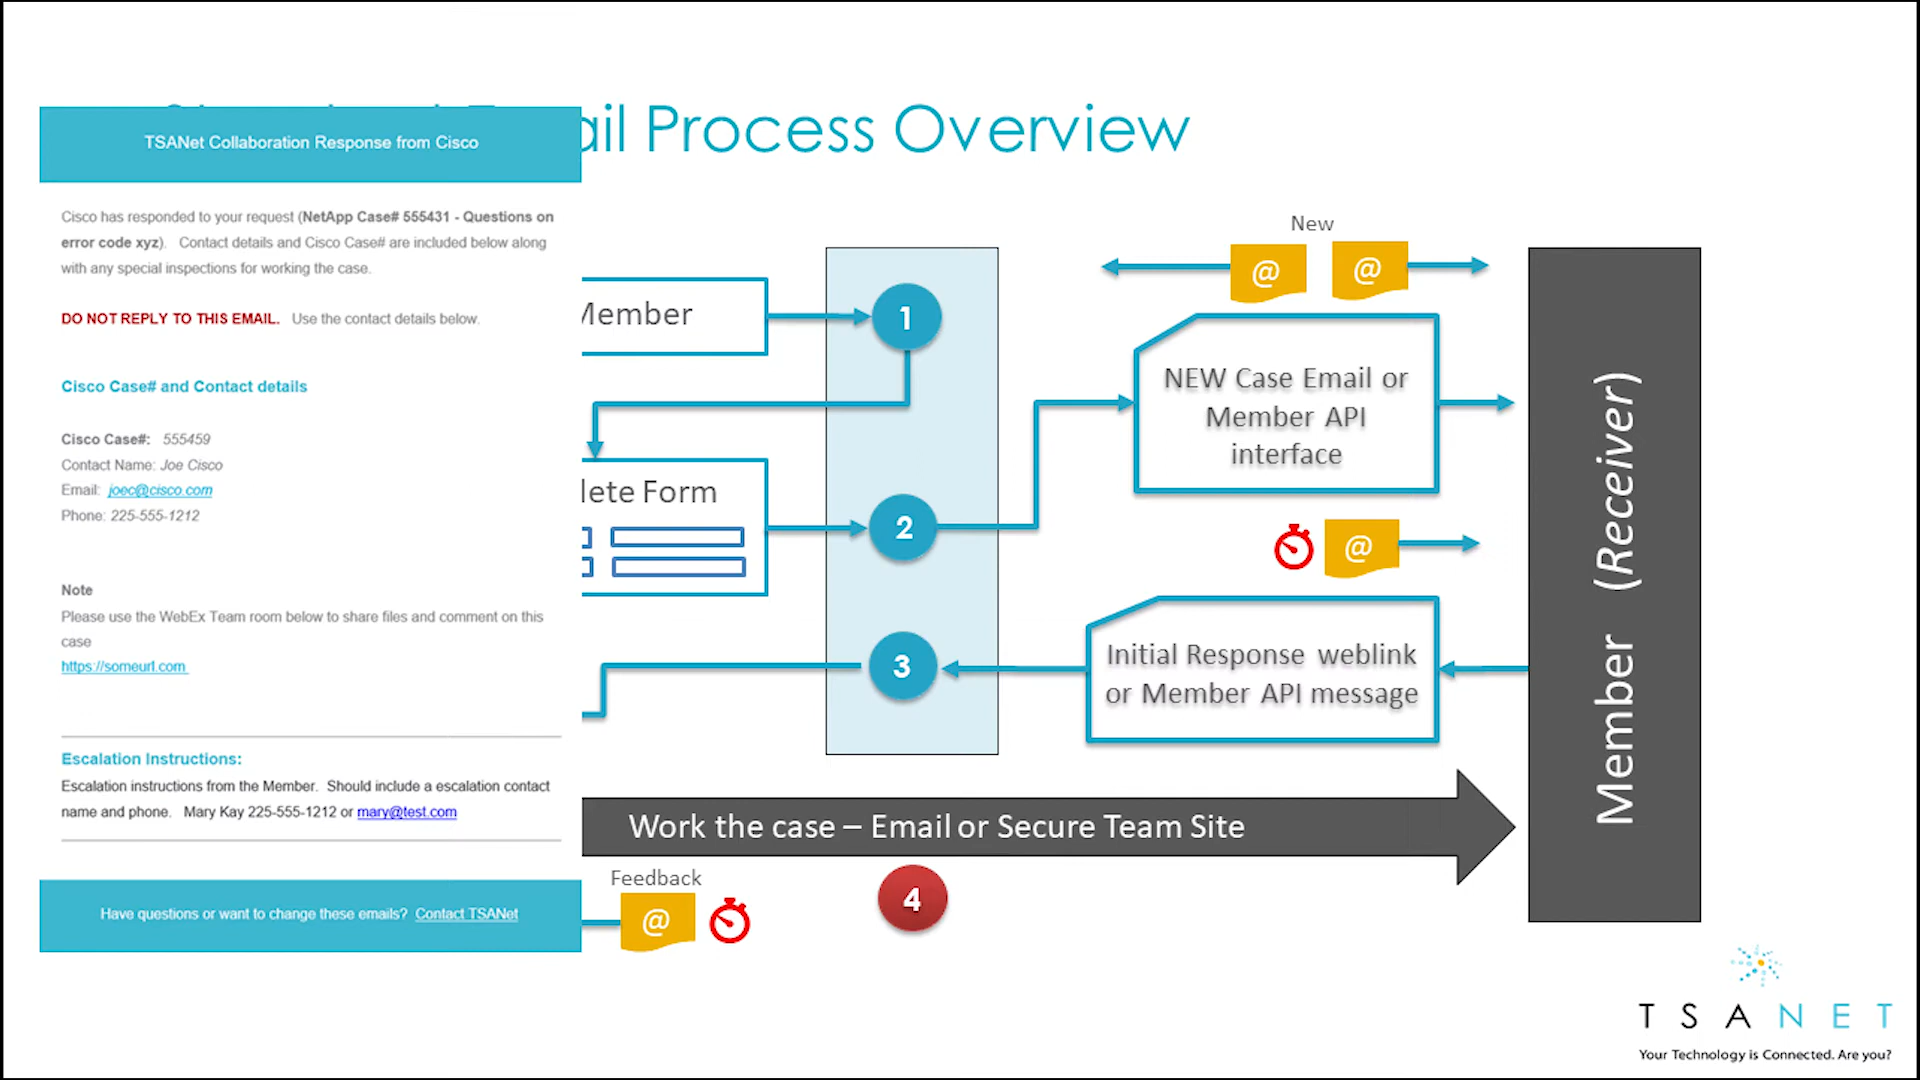 ail Process Overview
TSANet Collaboration Response from Cisco
Cisco has responded to your request (NetApp Case# 555431 - Questions on
error code xyz). Contact details and Cisco Case# are included below along
with any special inspections for working the case.
DO NOT REPLY TO THIS EMAIL. Use the contact details below.
Cisco Case# and Contact details
Cisco Case#: 555459
Contact Name: Joe Cisco
Email: joec@cisco.com
Phone: 225-555-1212
Note
Please use the WebEx Team room below to share files and comment on this
case
https://someurl.com
Escalation Instructions:
Escalation instructions from the Member. Should include a escalation contact
name and phone. Mary Kay 225-555-1212 or mary@test.com
Have questions or want to change these emails? Contact TSANet
Member
1
lete Form
2
3
New
@ @
NEW Case Email or
Member API
interface
@
Initial Response weblink
or Member API message
Member (Receiver)
Work the case – Email or Secure Team Site
Feedback
@
4
TSANET
Your Technology is Connected. Are you?